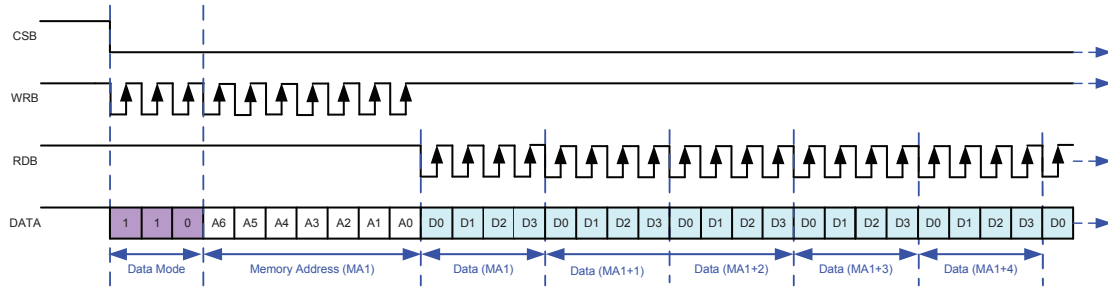 CSB
WRB
RDB
DATA 1 1 0 A6 A5 A4 A3 A2 A1 A0 D0 D1 D2 D3 D0 D1 D2 D3 D0 D1 D2 D3 D0 D1 D2 D3 D0 D1 D2 D3 D0
Data Mode Memory Address (MA1) Data (MA1) Data (MA1+1) Data (MA1+2) Data (MA1+3) Data (MA1+4)